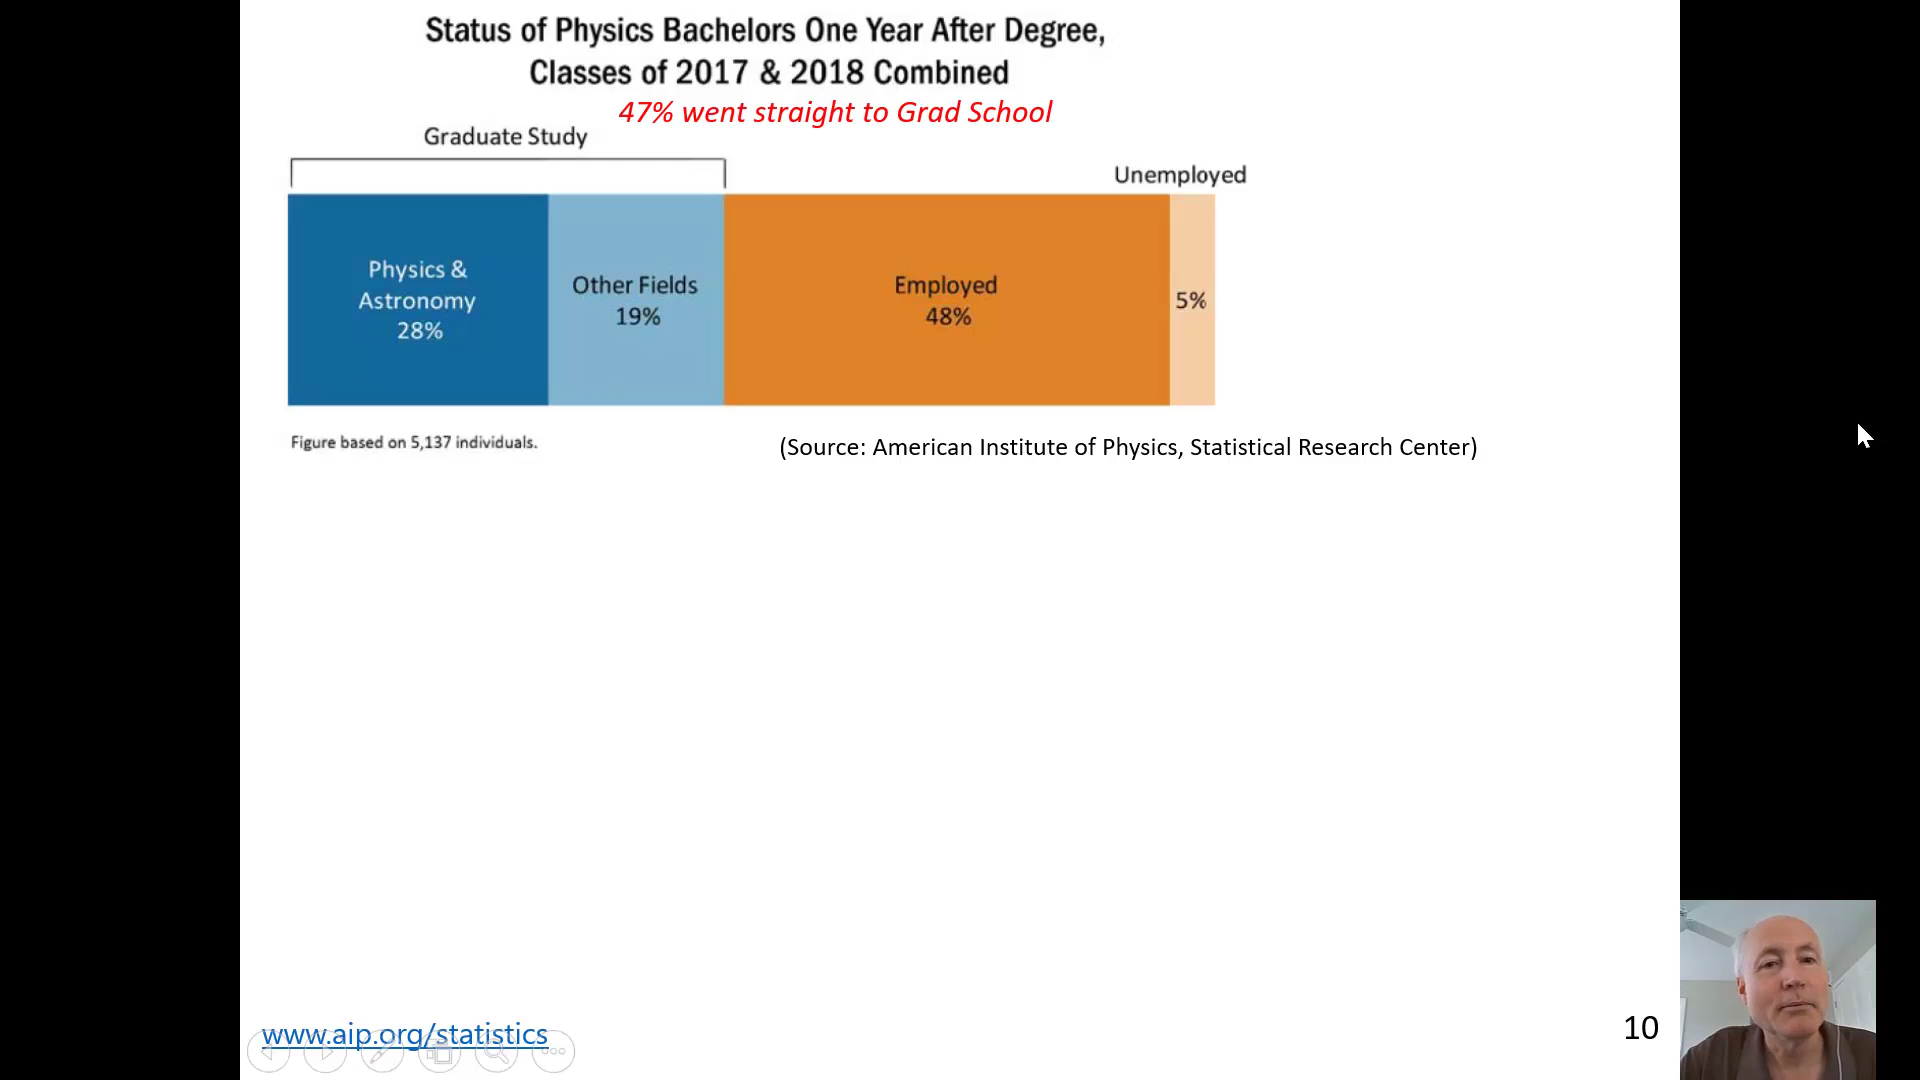 Status of Physics Bachelors One Year After Degree,
Classes of 2017 & 2018 Combined
47% went straight to Grad School
Graduate Study
Unemployed
Physics &
Astronomy
28%
Other Fields
19%
Employed
48%
5%
Figure based on 5,137 individuals.
(Source: American Institute of Physics, Statistical Research Center)
www.aip.org/statistics
10